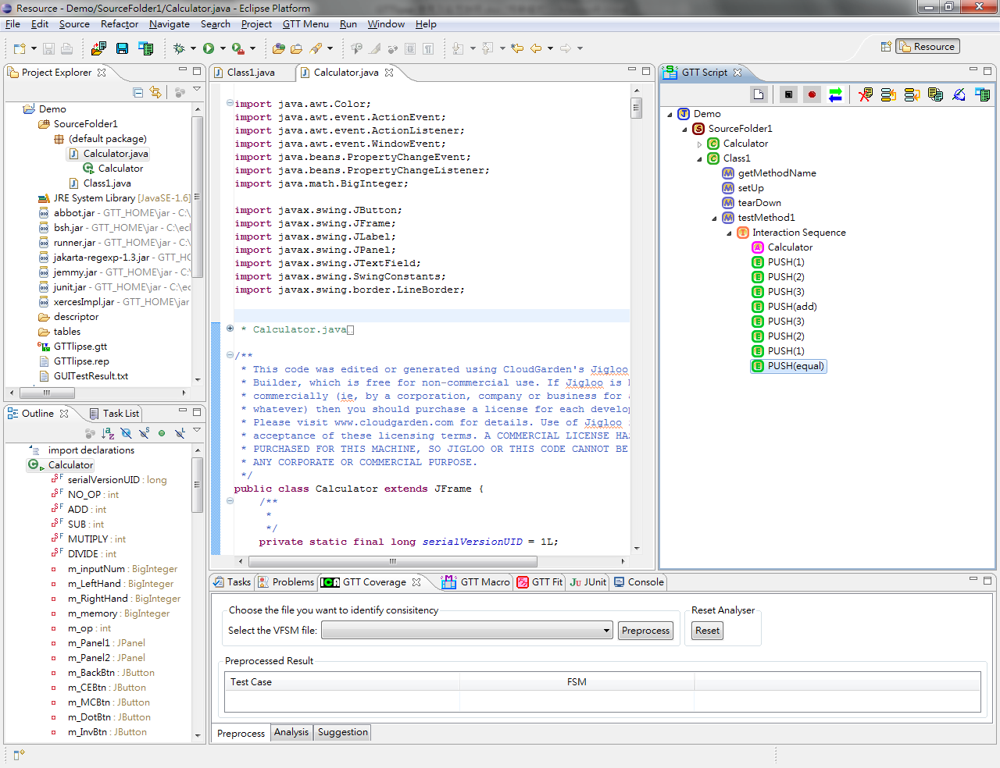 Resource - Demo/SourceFolder1/Calculator.java - Eclipse Platform
File Edit Source Refactor Navigate Search Project GTT Menu Run Window Help
Resource
Project Explorer
Demo
SourceFolder1
(default package)
Calculator.java
Calculator
Class1.java
JRE System Library [JavaSE-1.6]
abbot.jar - GTT_HOME\jar - C:\
bsh.jar - GTT_HOME\jar - C:\ecl
runner.jar - GTT_HOME\jar - C:
jakarta-regexp-1.3.jar - GTT_HO
jemmy.jar - GTT_HOME\jar - C:\
junit.jar - GTT_HOME\jar - C:\ec
xercesImpl.jar - GTT_HOME\jar
descriptor
tables
GTTlipse.gtt
GTTlipse.rep
GUITestResult.txt
Outline Task List
import declarations
Calculator
serialVersionUID : long
NO_OP : int
ADD : int
SUB : int
MUTIPLY : int
DIVIDE : int
m_inputNum : BigInteger
m_LeftHand : BigInteger
m_RightHand : BigInteger
m_memory : BigInteger
m_op : int
m_Panel1 : JPanel
m_Panel2 : JPanel
m_BackBtn : JButton
m_CEBtn : JButton
m_MCBtn : JButton
m_DotBtn : JButton
m_InvBtn : JButton
Class1.java Calculator.java
import java.awt.Color;
import java.awt.event.ActionEvent;
import java.awt.event.ActionListener;
import java.awt.event.WindowEvent;
import java.beans.PropertyChangeEvent;
import java.beans.PropertyChangeListener;
import java.math.BigInteger;
import javax.swing.JButton;
import javax.swing.JFrame;
import javax.swing.JLabel;
import javax.swing.JPanel;
import javax.swing.JTextField;
import javax.swing.SwingConstants;
import javax.swing.border.LineBorder;
* Calculator.java
/**
* This code was edited or generated using CloudGarden's Jigloo
* Builder, which is free for non-commercial use. If Jigloo is
* commercially (ie, by a corporation, company or business for
* whatever) then you should purchase a license for each develop
* Please visit www.cloudgarden.com for details. Use of Jigloo
* acceptance of these licensing terms. A COMMERCIAL LICENSE HA
* PURCHASED FOR THIS MACHINE, SO JIGLOO OR THIS CODE CANNOT BE
* ANY CORPORATE OR COMMERCIAL PURPOSE.
*/
public class Calculator extends JFrame {
/**
*
*/
private static final long serialVersionUID = 1L;
GTT Script
Demo
SourceFolder1
Calculator
Class1
getMethodName
setUp
tearDown
testMethod1
Interaction Sequence
Calculator
PUSH(1)
PUSH(2)
PUSH(3)
PUSH(add)
PUSH(3)
PUSH(2)
PUSH(1)
PUSH(equal)
Tasks Problems GTT Coverage GTT Macro GTT Fit JUnit Console
Choose the file you want to identify consisitency
Select the VFSM file: Preprocess
Reset Analyser
Reset
Preprocessed Result
Test Case FSM
Preprocess Analysis Suggestion